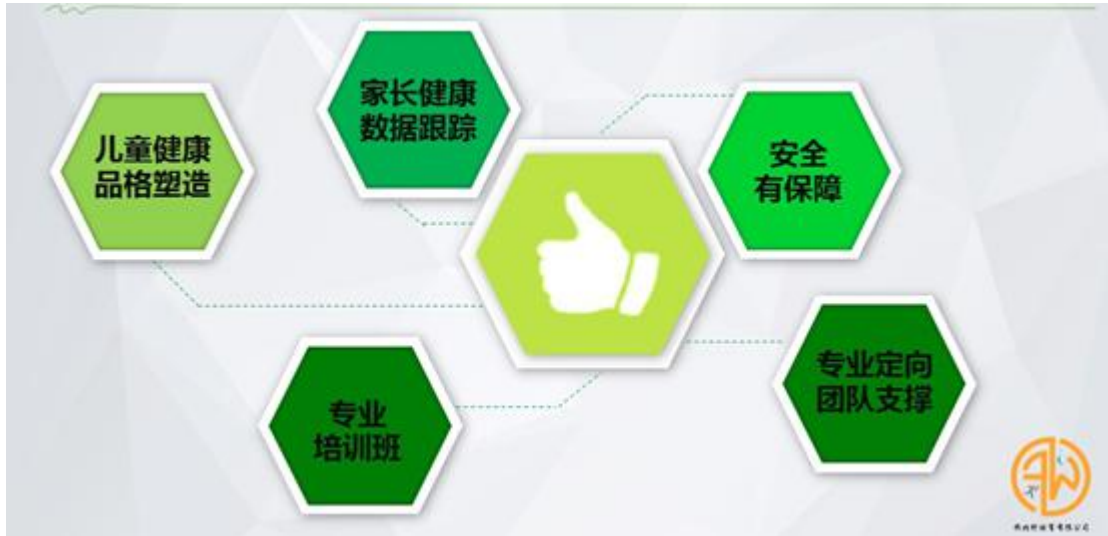 家长健康
数据跟踪
儿童健康
品格塑造
安全
有保障
专业定向
团队支撑
专业
培训班